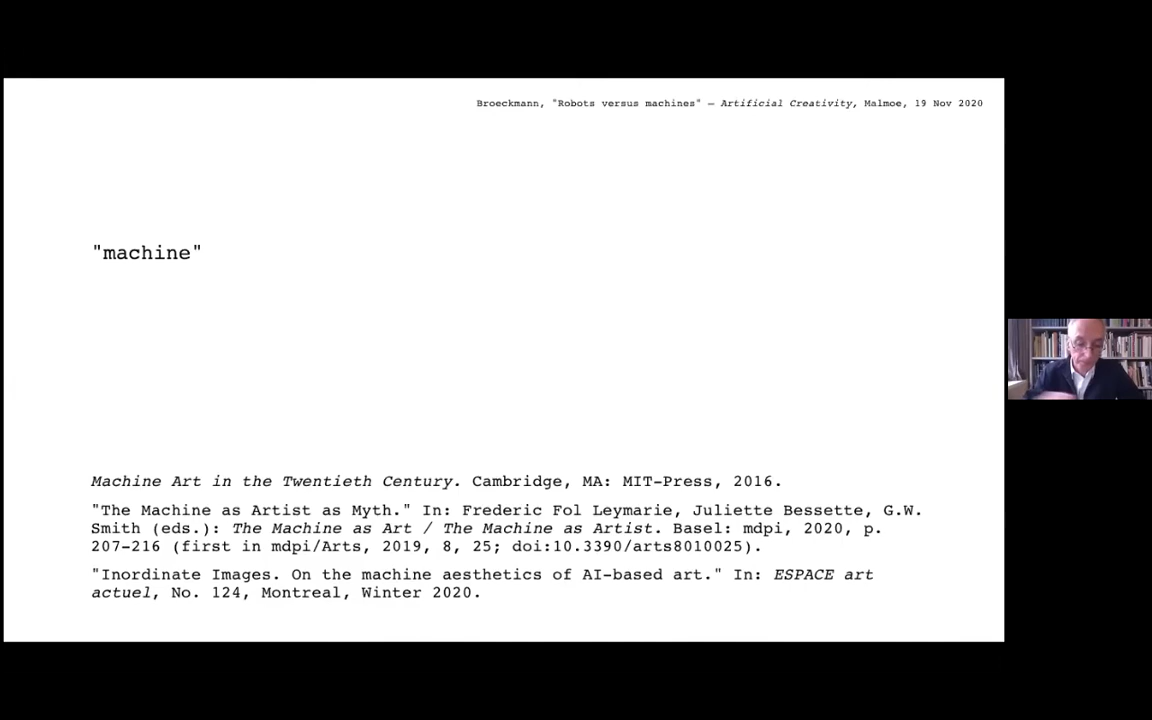 Broeckmann, "Robots versus machines" — Artificial Creativity, Malmoe, 19 Nov 2020
"machine"
Machine Art in the Twentieth Century. Cambridge, MA: MIT-Press, 2016.
"The Machine as Artist as Myth." In: Frederic Fol Leymarie, Juliette Bessette, G.W.
Smith (eds.): The Machine as Art / The Machine as Artist. Basel: mdpi, 2020, p.
207-216 (first in mdpi/Arts, 2019, 8, 25; doi:10.3390/arts8010025).
"Inordinate Images. On the machine aesthetics of AI-based art." In: ESPACE art
actuel, No. 124, Montreal, Winter 2020.